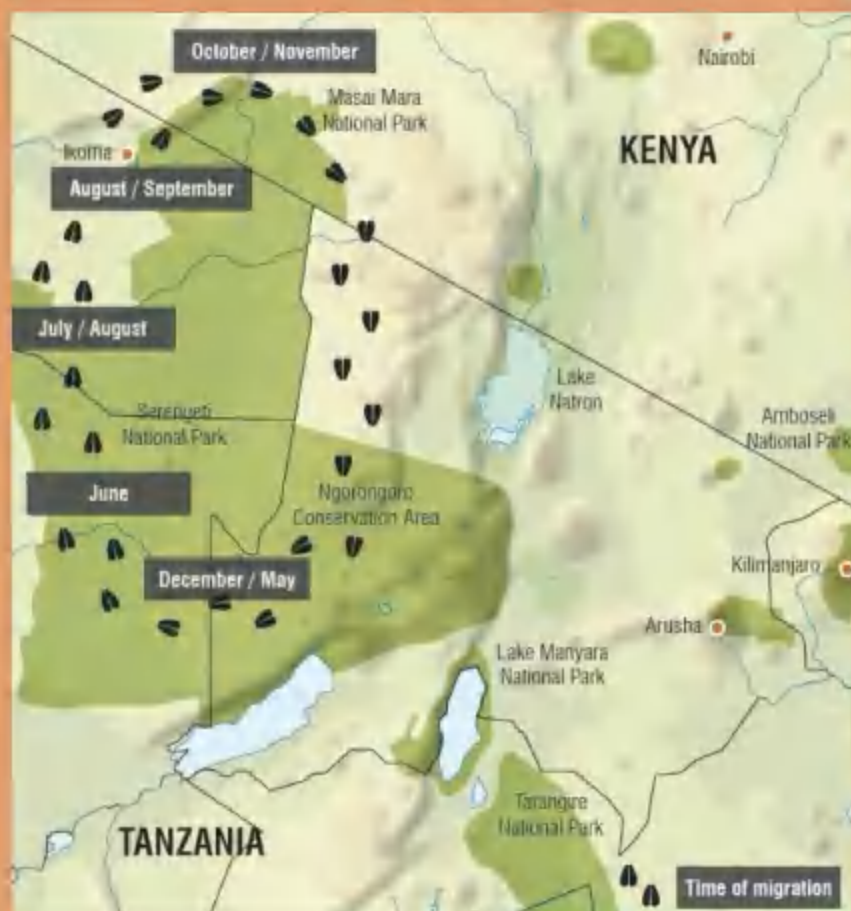 October / November
Nairobi
Masai Mara
National Park
KENYA
Ikoma
August / September
July / August
Lake
Natron
Serengeti
National Park
Amboseli
National Park
June
Ngorongoro
Conservation Area
Kilimanjaro
December / May
Arusha
Lake Manyara
National Park
Tarangire
National Park
TANZANIA
Time of migration